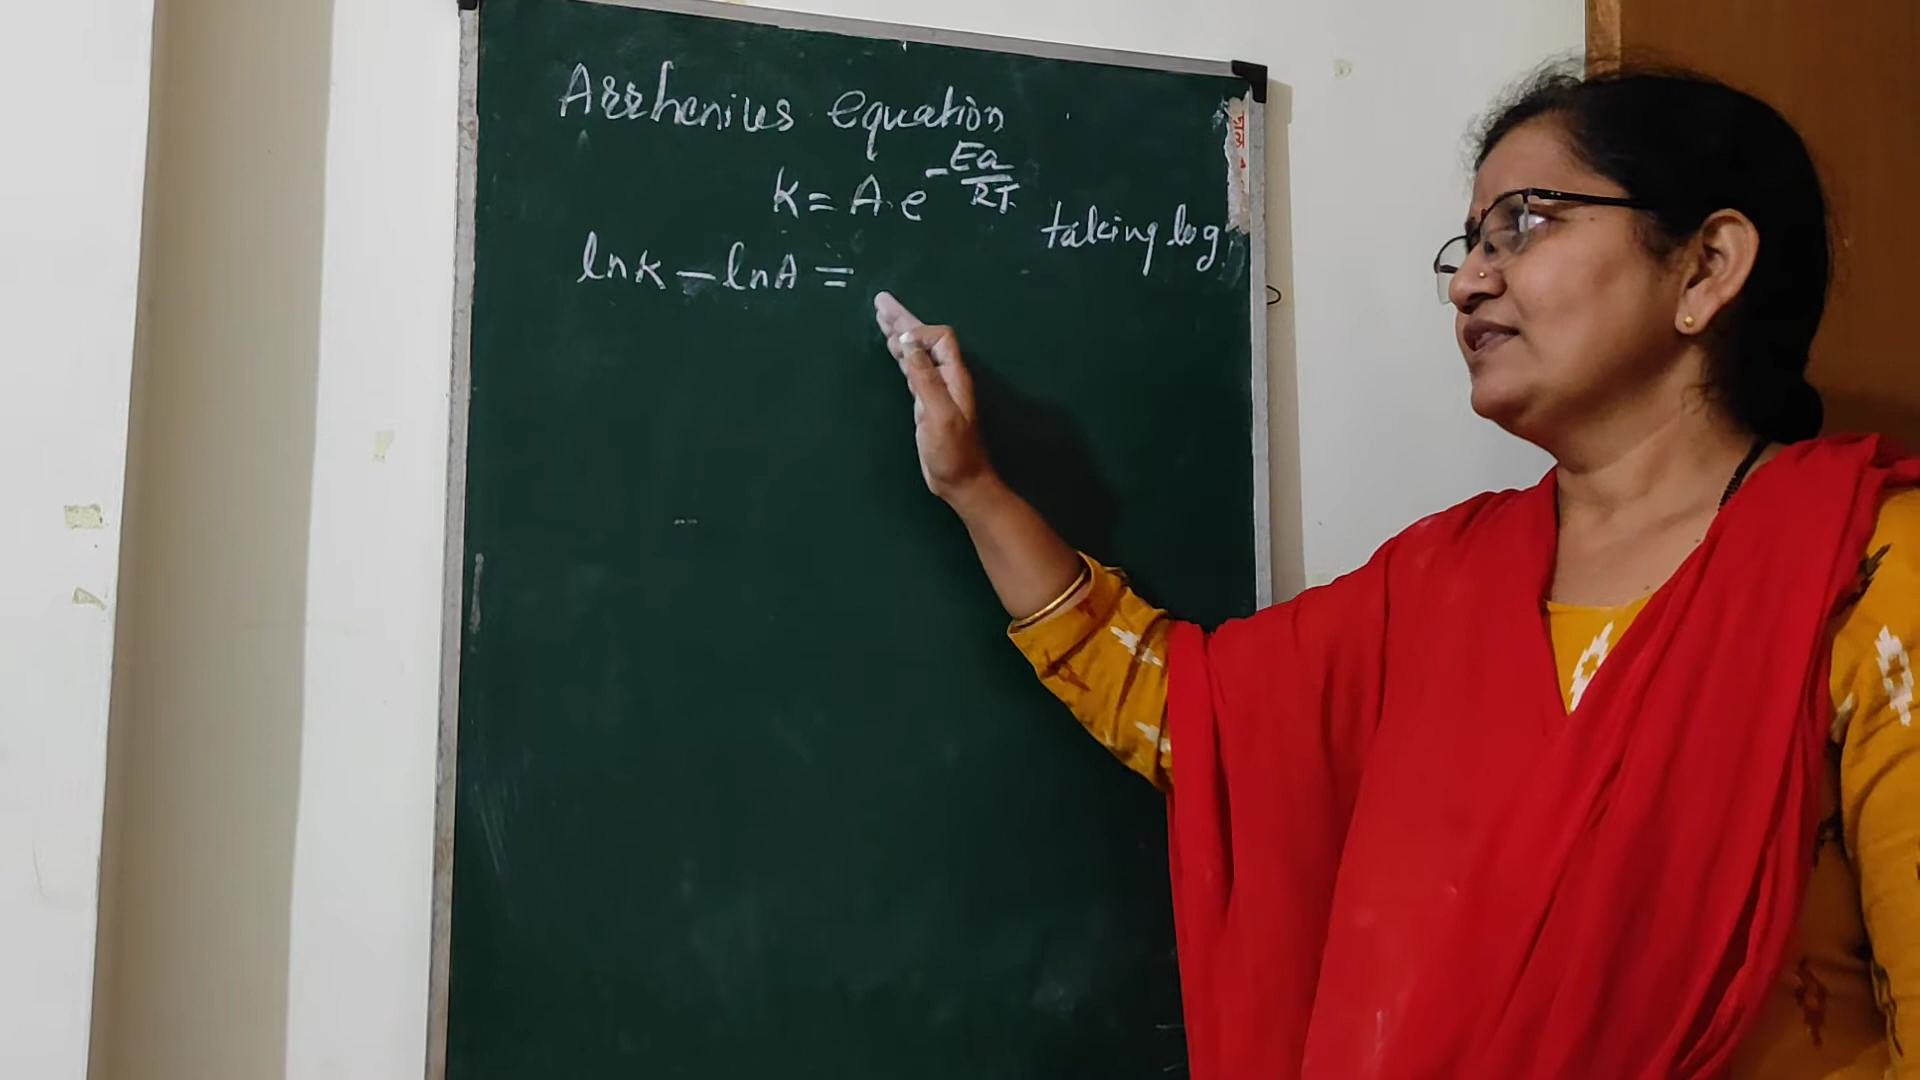 Arrhenius equation
k = A e^{-Ea/RT}
taking log
lnk - lnA =